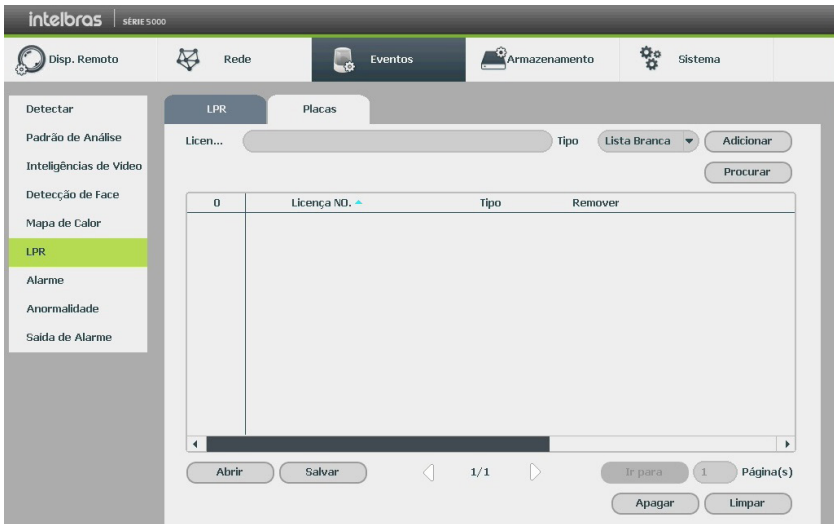 intelbras SÉRIE 5000
Disp. Remoto Rede Eventos Armazenamento Sistema
Detectar
Padrão de Análise
Inteligências de Vídeo
Detecção de Face
Mapa de Calor
LPR
Alarme
Anormalidade
Saída de Alarme
LPR Placas
Licen... Tipo Lista Branca Adicionar
Procurar
0 Licença NO. Tipo Remover
Abrir Salvar 1/1 Ir para 1 Página(s)
Apagar Limpar